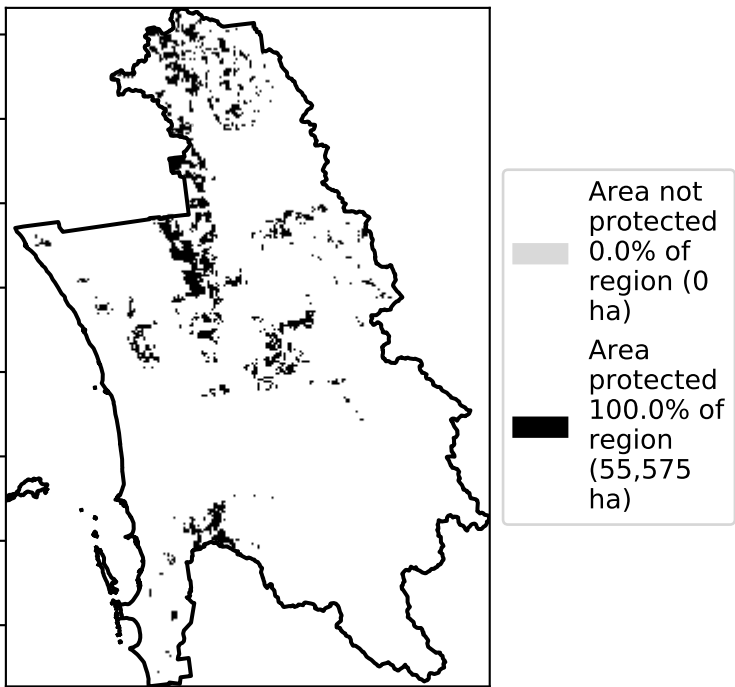 Area not
protected
0.0% of
region (0
ha)
Area
protected
100.0% of
region
(55,575
ha)